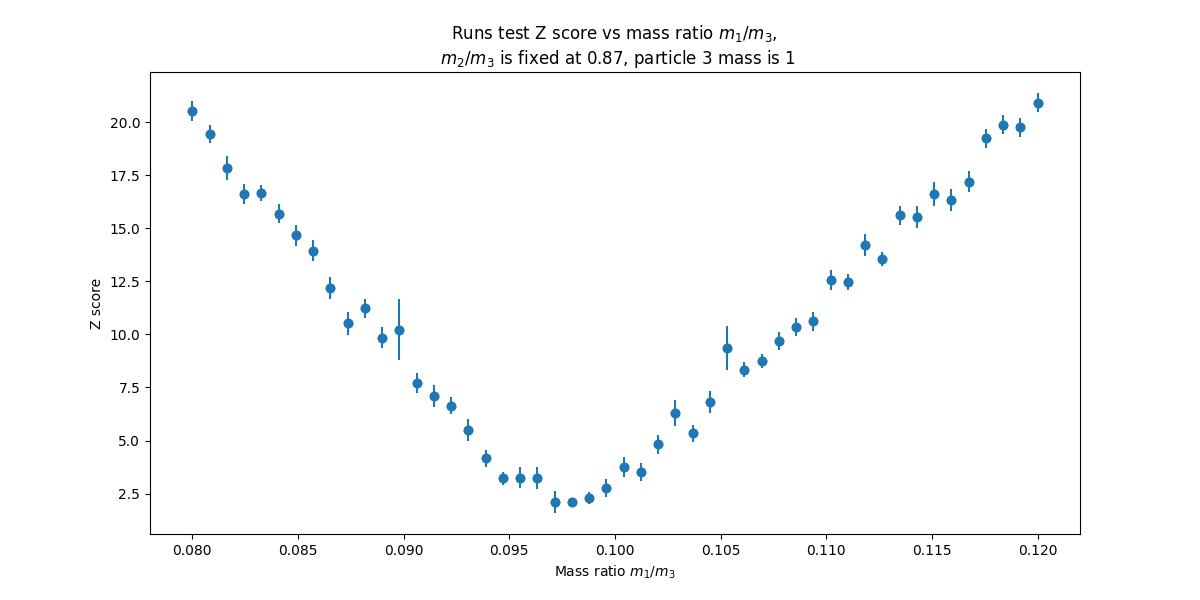 Runs test Z score vs mass ratio m₁/m₃,
m₂/m₃ is fixed at 0.87, particle 3 mass is 1
20.0
17.5
15.0
12.5
10.0
7.5
5.0
2.5
Z score
0.080 0.085 0.090 0.095 0.100 0.105 0.110 0.115 0.120
Mass ratio m₁/m₃